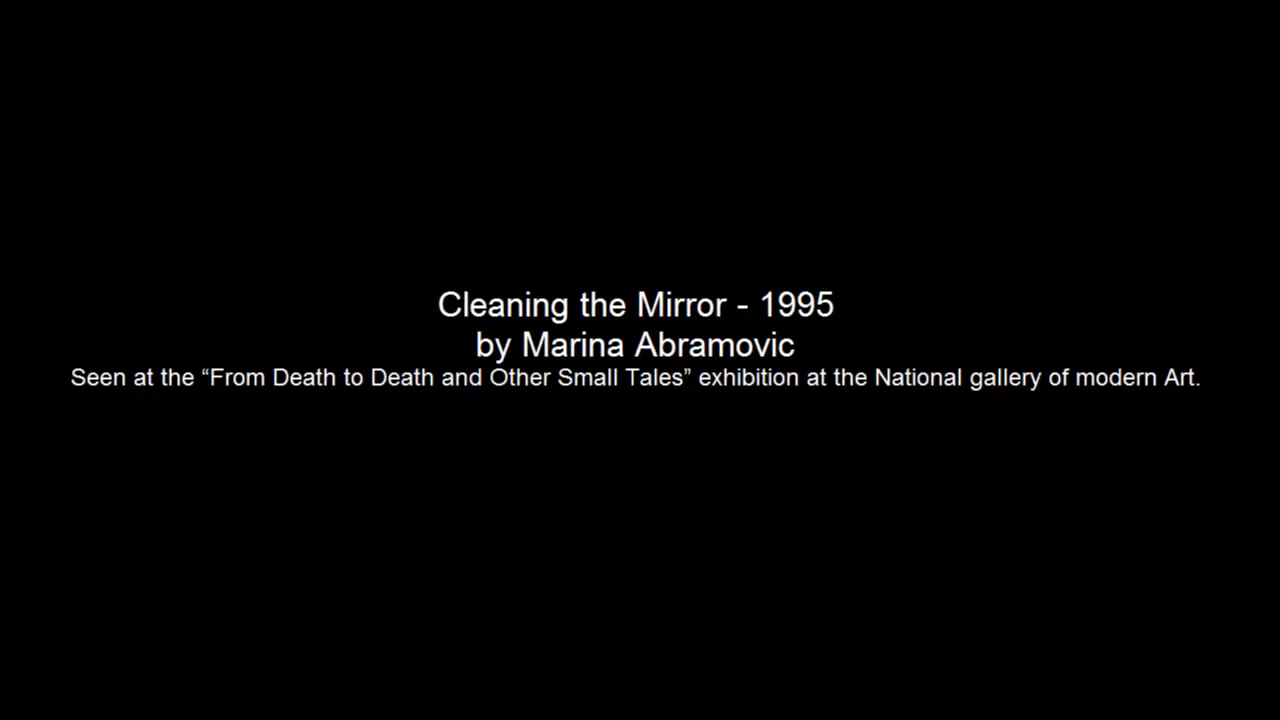 Cleaning the Mirror - 1995
by Marina Abramovic
Seen at the “From Death to Death and Other Small Tales” exhibition at the National gallery of modern Art.